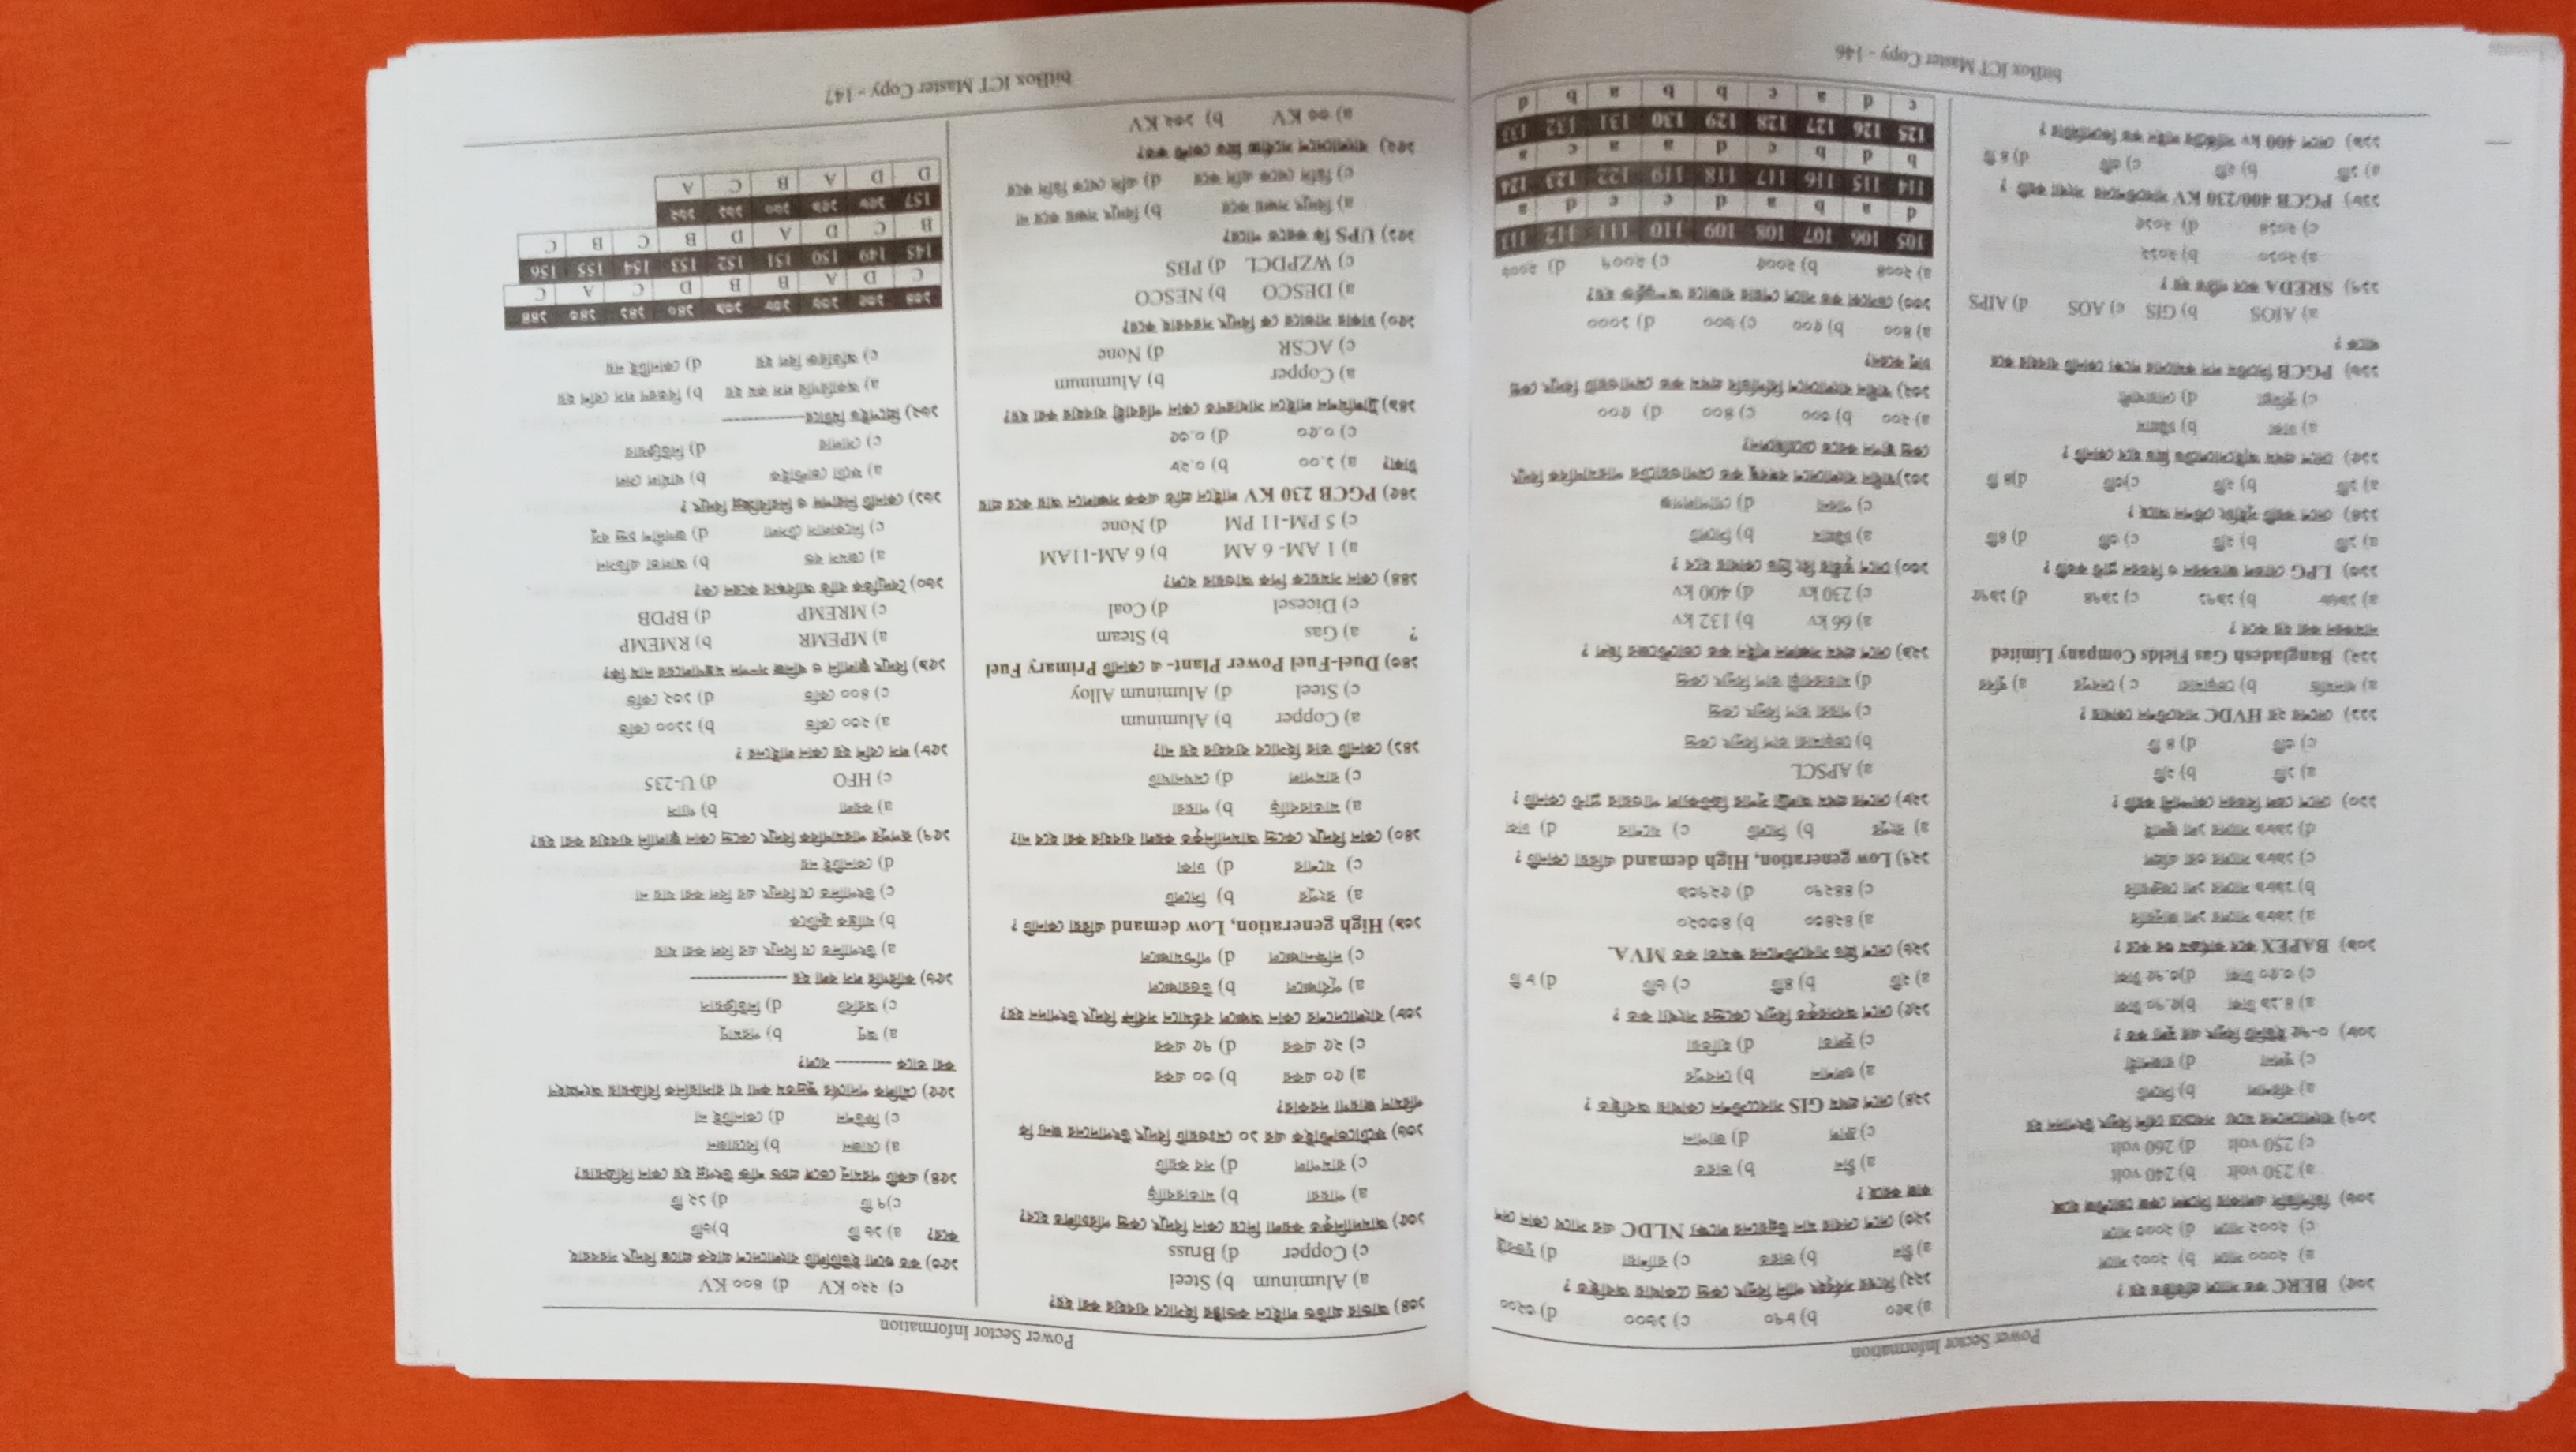 Power Sector Information
১০৫) BERC কত সালে প্রতিষ্ঠিত হয় ?
a) ২০০০ সালে b) ২০০১ সালে
c) ২০০২ সালে d) ২০০৩ সালে
১০৬) ডিপিডিসি এলাকায় সিঙ্গেল ফেজ ভোল্টেজ হচ্ছে
a) 230 volt b) 240 volt
c) 250 volt d) 260 volt
১০৭) বাংলাদেশের মধ্যে সবচেয়ে বেশি বিদ্যুৎ উৎপাদন হয়
a) বরিশাল b) সিলেট
c) খুলনা d) রাজশাহী
১০৮) ০-৭৫ ইউনিট বিদ্যুৎ এর মূল্য কত ?
a) ৪.১৯ টাকা b)৫.৭০ টাকা
c) ৩.৫০ টাকা d)৩.৭৫ টাকা
১০৯) BAPEX কবে কার্যক্রম শুরু করে ?
a) ১৯৮৯ সালের ১লা জানুয়ারি
b) ১৯৮৯ সালের ১লা ফেব্রুয়ারি
c) ১৯৮৯ সালের ৩রা এপ্রিল
d) ১৯৮৯ সালের ১লা জুলাই
১১০) দেশে তেল বিতরন কোম্পানী কয়টি ?
a) ১টি b) ২টি
c) ৩টি d) ৪ টি
১১১) দেশের ২য় HVDC সাবস্টেশন কোথায় ?
a) ধানমন্ডি b) ভেড়ামারা c ) দেবপুর a)
১১২) Bangladesh Gas Fields Company Limited
নামকরন করা হয় কবে ?
a) ১৯৬৮ b) ১৯৭১ c) ১৯৭৪ d) ১৯৭৫
১১৩) LPG বোতল জাতকরন ও বিতরন প্লান্ট কতটি ?
a) ১টি b) ২টি c) ৩টি d) ৪টি
১১৪) দেশে কয়টি সুইচিং স্টেশন আছে ?
a) ১টি b) ২টি c)৩টি d)৪ টি
১১৫) দেশে প্রথম আইসোলেটেড গ্রিড হবে কোনটি ?
a) ঢাকা b) চট্টগ্রাম
c) কুমিল্লা d) নোয়াখালী
১১৬) PGCB সিস্টেম লস কমানোর লক্ষ্যে কোনটি ব্যবহার করে
থাকে ?
a) AIOS b) GIS c) AOS d) AIPS
১১৭) SREDA কবে গঠিত হয় ?
a) ২০১০ b) ২০১২
c) ২০১৪ d) ২০১৫
১১৮) PGCB 400/230 KV সাবস্টেশনের সংখ্যা কয়টি ?
a) ১টি b) ২টি c) ৩টি d) ৪ টি
১১৯) দেশে 400 kv সার্কিটের লাইন কত কিলোমিটার ?
a) ৯৫০ b) ৮৭০ c) ১৬০০ d) ৩২০০
১২২) বিশ্বের সর্ববৃহৎ পানি বিদ্যুৎ কেন্দ্র কোথায় অবস্থিত ?
a) চীন b) ভারত c) রাশিয়া d) যুক্তরাষ্ট্র
১২৩) দেশে সেবার মান উন্নয়নের লক্ষ্যে NLDC এর সাথে কোন দেশ
কাজ করছে ?
a) চীন b) ভারত
c) ফ্রান্স d) জাপান
১২৪) দেশে প্রথম GIS সাবস্টেশন কোথায় অবস্থিত ?
a) গুলশান b) দেবপুর
c) ভুলতা d) হাতিয়া
১২৫) দেশে অবসরকৃত বিদ্যুৎ কেন্দ্রের সংখ্যা কত ?
a) ২টি b) ৪টি c) ৬টি d) ৮ টি
১২৬) দেশে গ্রিড সাবস্টেশনের ক্ষমতা কত MVA.
a) ৪২৪৩০ b) ৪৩৩২০
c) ৪৪২৭০ d) ৫২৭৩৯
১২৭) Low generation, High demand এরিয়া কোনটি ?
a) রংপুর b) সিলেট c) যশোর d) ঢাকা
১২৮) দেশের প্রথম আল্ট্রা সুপার ক্রিটক্যাল পাওয়ার প্লান্ট কোনটি ?
a) APSCL
b) ভেড়ামারা তাপ বিদ্যুৎ কেন্দ্র
c) পায়রা তাপ বিদ্যুৎ কেন্দ্র
d) মাতারবাড়ী তাপ বিদ্যুৎ কেন্দ্র
১২৯) দেশে প্রথম সঞ্চালন লাইন কত ভোল্টেজের ছিল ?
a) 66 kv b) 132 kv
c) 230 kv d) 400 kv
১৩০) দেশে তৃতীয় রিং গ্রিড কোথায় হবে ?
a) চট্টগ্রাম b) সিলেট
c) পাবনা d) গোপালগঞ্জ
১৩১)স্বাধীন বাংলাদেশে বঙ্গবন্ধু কত মেগাওয়াটের পারমাণবিক বিদ্যুৎ
কেন্দ্র স্থাপন করতে চেয়েছিলেন?
a) ২০০ b) ৩০০ c) ৪০০ d) ৫০০
১৩২) স্বাধীন বাংলাদেশে বিপিডিবি প্রথম কত মেগাওয়াট বিদ্যুৎ কেন্দ্র
চালু করেন?
a) ৪০০ b) ৫০০ c) ৬০০ d) ১০০০
১৩৩) ডেসকো কত সালে শেয়ার বাজারে অন্তর্ভুক্ত হয়?
a) ২০০৪ b) ২০০৫ c) ২০০৭ d) ২০০৬
105 106 107 108 109 110 111 112 113
d a b a d c c d a
114 115 116 117 118 119 122 123 124
b d b c d a a c a
125 126 127 128 129 130 131 132 133
c d a c b b a b d
bitBox ICT Master Copy - 146
Power Sector Information
১৩৪) আন্ডার গ্রাউন্ড লাইনে কন্ডাক্টর হিসাবে ব্যবহার করা হয়?
a) Aluminum b) Steel
c) Copper d) Bruss
১৩৫) আমদানিকৃত কয়লা দিয়ে কোন বিদ্যুৎ কেন্দ্র পরিচালিত হবে?
a) পায়রা b) মাতারবাড়ি
c) রামপাল d) সব কয়টি
১৩৬) ফটোভোল্টাইক এর ১০ মেঃওয়াট বিদ্যুৎ উৎপাদনের জন্য কি
পরিমাণ জায়গা দরকার?
a) ৫০ একর b) ৩০ একর
c) ২৫ একর d) ৭৫ একর
১৩৮) বাংলাদেশের কোন অঞ্চলে বর্তমানে সর্বনি বিদ্যুৎ উৎপাদন হয়?
a) পূর্বাঞ্চলে b) উত্তরাঞ্চলে
c) দক্ষিনাঞ্চলে d) পশ্চিমাঞ্চলে
১৩৯) High generation, Low demand এরিয়া কোনটি ?
a) রংপুর b) সিলেট
c) যশোর d) ঢাকা
১৪০) কোন বিদ্যুৎ কেন্দ্রে আমদানিকৃত কয়লা ব্যবহার করা হবে না?
a) মাতারবাড়ি b) পায়রা
c) রামপাল d) মেঘনাঘাট
১৪১) কোনটি তার হিসাবে ব্যবহার হয় না?
a) Copper b) Aluminum
c) Steel d) Aluminum Alloy
১৪৩) Duel-Fuel Power Plant- এ কোনটি Primary Fuel
? a) Gas b) Steam
c) Dicesel d) Coal
১৪৪) কোন সময়কে পিক আওয়ার বলে?
a) 1 AM- 6 AM b) 6 AM-11AM
c) 5 PM-11 PM d) None
১৪৫) PGCB 230 KV লাইনে প্রতি একক সঞ্চালনে আয় করে প্রায়
টাকা? a) ১.০০ b) ০.২৮
c) ০.৫০ d) ০.৩৫
১৪৯) ট্রান্সমিশন লাইনে সাধারণত কোন পরিবাহী ব্যবহার করা হয়?
a) Copper b) Aluminum
c) ACSR d) None
১৫০) ঢাকার সাভারে কে বিদ্যুৎ সরবরাহ করে?
a) DESCO b) NESCO
c) WZPDCL d) PBS
১৫১) UPS কি করতে পারে?
a) বিদ্যুৎ সঞ্চয় করে b) বিদ্যুৎ সঞ্চয় করে না
c) ডিসি থেকে এসি করে d) এসি থেকে ডিসি করে
১৫২) বাংলাদেশে সর্বোচ্চ গ্রিড ভোল্ট কত?
a) ৩৩ KV b) ১৩২ KV
c) ২২০ KV d) ৪০০ KV
১৫৩) কত গুলো ইউটিলিটি বাংলাদেশে গ্রাহক প্রান্তে বিদ্যুৎ সরবরাহ
করে? a) ১৬ টি b)৬টি
c)৭ টি d) ১২ টি
১৫৪) একটি পরমানু ভেঙ্গে প্রচন্ড শক্তি উৎপন্ন হয় কোন বিক্রিয়ায়?
a) যোজন b) বিয়োজন
c) ফিউশন d) কোনটিই না
১৫৫) মৌলিক পদার্থের ক্ষুদ্রতম কণা যা রাসায়নিক বিক্রিয়ায় অংশগ্রহণ
করা তাকে ---------- বলে?
a) অণু b) পরমাণু
c) অরবিট d) নিউক্লিয়াস
১৫৬) কারিগরি লস বলা হয় ------------------
a) উৎপাদিত যে বিদ্যুৎ এর বিল করা যায়
b) যান্ত্রিক ত্রুটিকে
c) উৎপাদিত যে বিদ্যুৎ এর বিল করা যায় না
d) কোনটিই নয়
১৫৭) রূপপুর পারমাণবিক বিদ্যুৎ কেন্দ্রে কোন জ্বালানি ব্যবহার করা হয়?
a) কয়লা b) গ্যাস
c) HFO d) U-235
১৫৮) লস বেশি হয় কোন লাইনের ?
a) ২৩০ কেভি b) ১১০০ কেভি
c) ৪০০ কেভি d) ১৩২ কেভি
১৫৯) বিদ্যুৎ জ্বালানি ও খনিজ সম্পদ মন্ত্রণালয়ের নাম কি?
a) MPEMR b) RMEMP
c) MREMP d) BPDB
১৬০) বৈদ্যুতিক বাতি আবিষ্কার করেন কে?
a) জেমস বন্ড b) আলভা এডিসন
c) নিকোলাস টেসলা d) জগদীশ চন্দ্র বসু
১৬১) কোনটি নিরাপদ ও নিরবিচ্ছিন্ন বিদ্যুৎ ?
a) ফটো ভোল্টাইক b) থার্মাল সেল
c) সোলার d) নিউক্লিয়ার
১৬২) প্রিপেইড মিটারে---------------
a) অকারিগরি লস কম হয় b) বিতরণ লস বেশি হয়
c) অতিরিক্ত বিল হয় d) কোনটিই নয়
১৩৪ ১৩৫ ১৩৬ ১৩৮ ১৩৯ ১৪০ ১৪১ ১৪৩ ১৪৪
C D A B B D C A C
145 149 150 151 152 153 154 155 156
B C D A D B C B C
157 ১৫৮ ১৫৯ ১৬০ ১৬১ ১৬২
D D A B C A
bitBox ICT Master Copy - 147